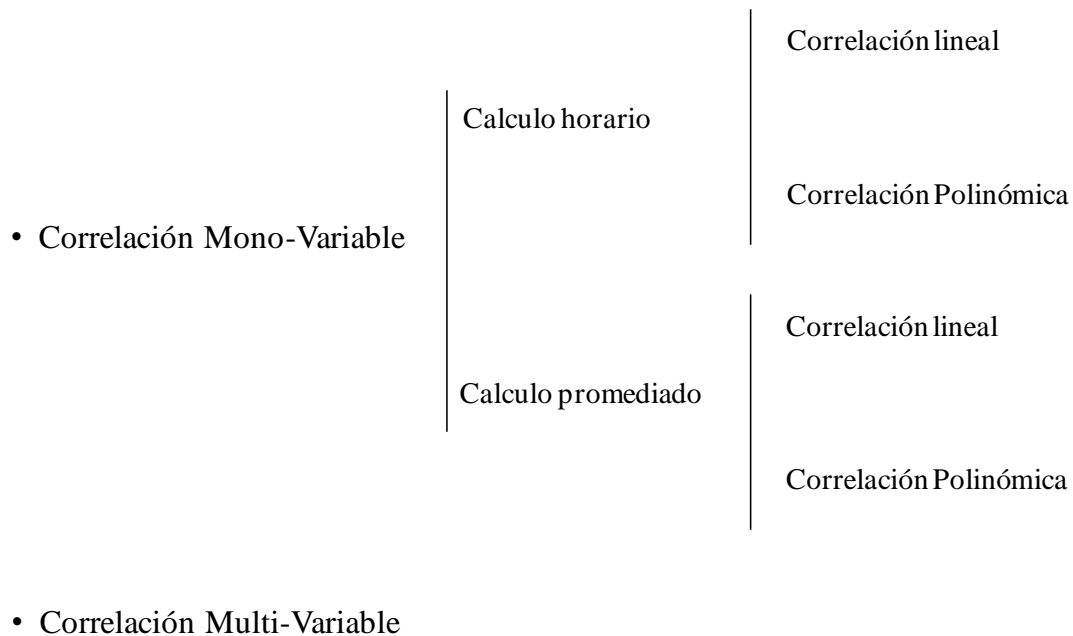 Correlación lineal
Calculo horario
Correlación Polinómica
• Correlación Mono-Variable
Correlación lineal
Calculo promediado
Correlación Polinómica
• Correlación Multi-Variable